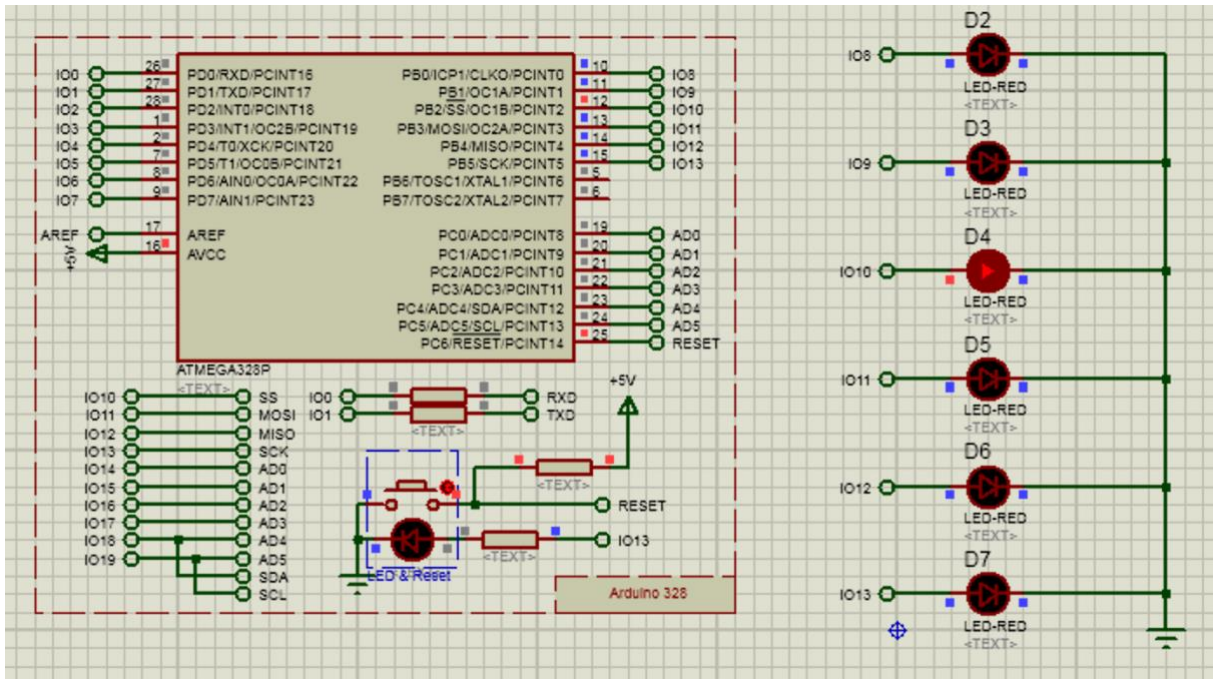 IO0 26 PD0/RXD/PCINT16 PB0/ICP1/CLKO/PCINT0 10 IO8
IO1 27 PD1/TXD/PCINT17 PB1/OC1A/PCINT1 11 IO9
IO2 28 PD2/INT0/PCINT18 PB2/SS/OC1B/PCINT2 12 IO10
IO3 1 PD3/INT1/OC2B/PCINT19 PB3/MOSI/OC2A/PCINT3 13 IO11
IO4 2 PD4/T0/XCK/PCINT20 PB4/MISO/PCINT4 14 IO12
IO5 7 PD5/T1/OC0B/PCINT21 PB5/SCK/PCINT5 15 IO13
IO6 8 PD6/AIN0/OC0A/PCINT22 PB6/TOSC1/XTAL1/PCINT6 5
IO7 9 PD7/AIN1/PCINT23 PB7/TOSC2/XTAL2/PCINT7 6
AREF 17 AREF PC0/ADC0/PCINT8 19 AD0
+5V 16 AVCC PC1/ADC1/PCINT9 20 AD1
PC2/ADC2/PCINT10 21 AD2
PC3/ADC3/PCINT11 22 AD3
PC4/ADC4/SDA/PCINT12 23 AD4
PC5/ADC5/SCL/PCINT13 24 AD5
PC6/RESET/PCINT14 25 RESET
ATMEGA328P
<TEXT>
IO10 SS
IO11 MOSI
IO12 MISO
IO13 SCK
IO14 AD0
IO15 AD1
IO16 AD2
IO17 AD3
IO18 AD4
IO19 AD5
SDA
SCL
IO0 RXD
IO1 TXD
<TEXT>
+5V
<TEXT>
RESET
IO13
<TEXT>
LED & Reset
Arduino 328
D2
IO8
LED-RED
<TEXT>
D3
IO9
LED-RED
<TEXT>
D4
IO10
LED-RED
<TEXT>
D5
IO11
LED-RED
<TEXT>
D6
IO12
LED-RED
<TEXT>
D7
IO13
LED-RED
<TEXT>